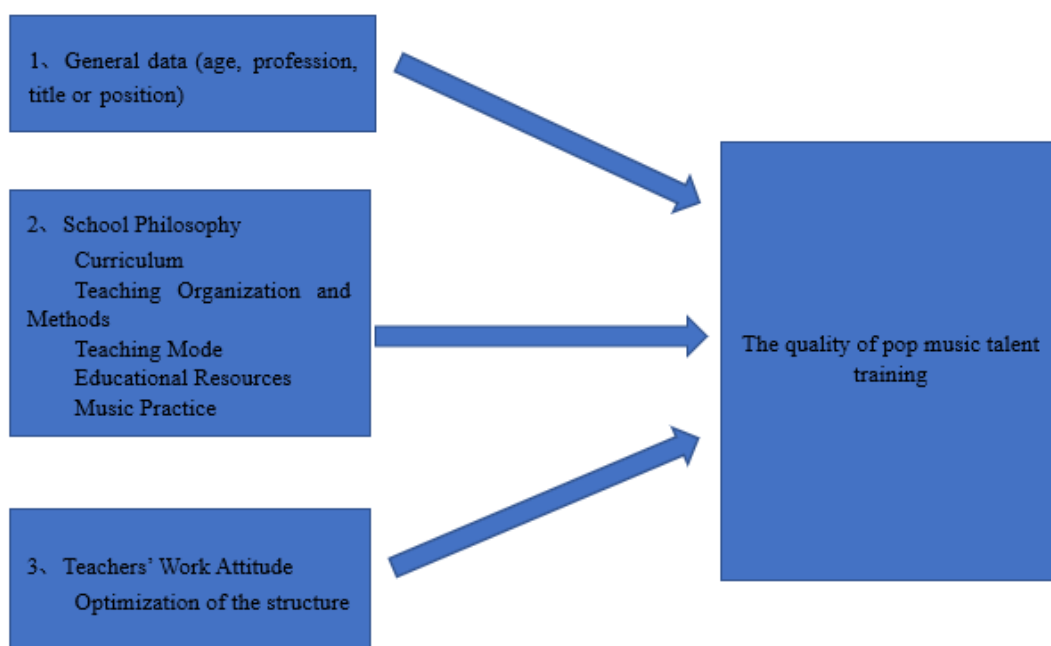 1、General data (age, profession,
title or position)
2、School Philosophy
Curriculum
Teaching Organization and
Methods
Teaching Mode
Educational Resources
Music Practice
The quality of pop music talent
training
3、Teachers’ Work Attitude
Optimization of the structure